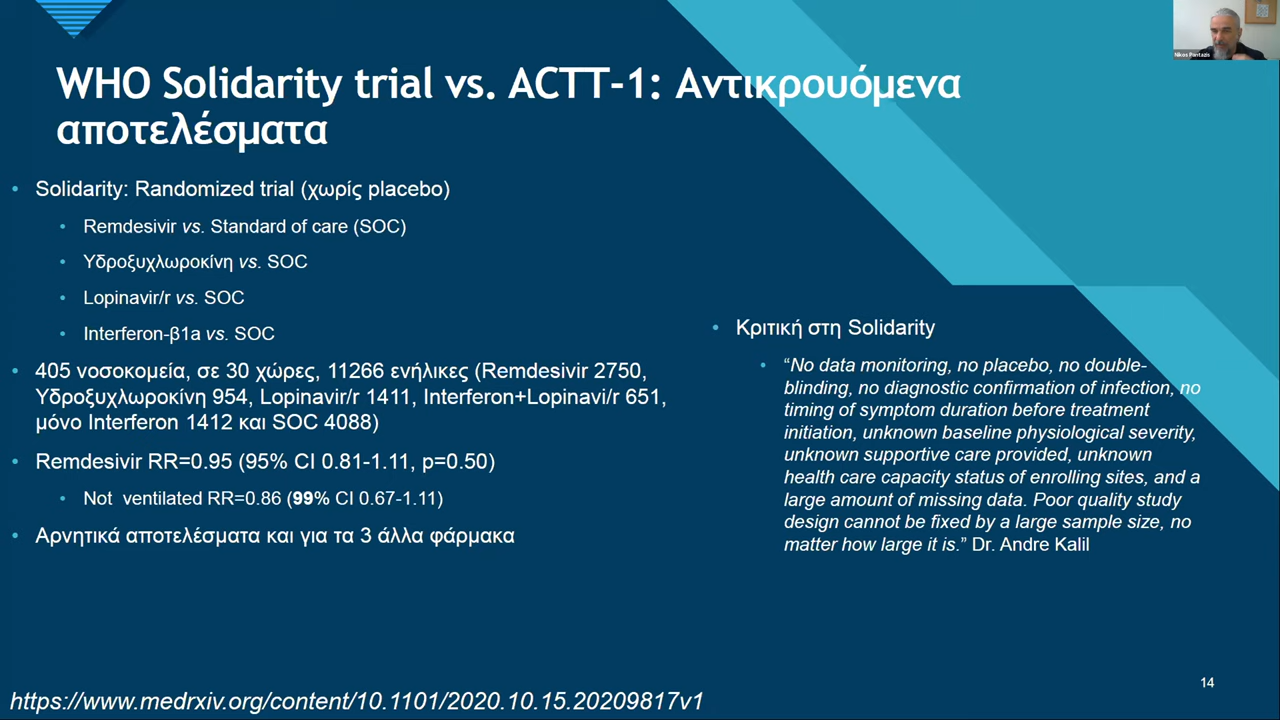 WHO Solidarity trial vs. ACTT-1: Αντικρουόμενα
αποτελέσματα
• Solidarity: Randomized trial (χωρίς placebo)
• Remdesivir vs. Standard of care (SOC)
• Υδροξυχλωροκίνη vs. SOC
• Lopinavir/r vs. SOC
• Interferon-β1a vs. SOC
• 405 νοσοκομεία, σε 30 χώρες, 11266 ενήλικες (Remdesivir 2750,
Υδροξυχλωροκίνη 954, Lopinavir/r 1411, Interferon+Lopinavi/r 651,
μόνο Interferon 1412 και SOC 4088)
• Remdesivir RR=0.95 (95% CI 0.81-1.11, p=0.50)
• Not ventilated RR=0.86 (99% CI 0.67-1.11)
• Αρνητικά αποτελέσματα και για τα 3 άλλα φάρμακα
• Κριτική στη Solidarity
• “No data monitoring, no placebo, no double-
blinding, no diagnostic confirmation of infection, no
timing of symptom duration before treatment
initiation, unknown baseline physiological severity,
unknown supportive care provided, unknown
health care capacity status of enrolling sites, and a
large amount of missing data. Poor quality study
design cannot be fixed by a large sample size, no
matter how large it is.” Dr. Andre Kalil
https://www.medrxiv.org/content/10.1101/2020.10.15.20209817v1
14
Nikos Pantazis